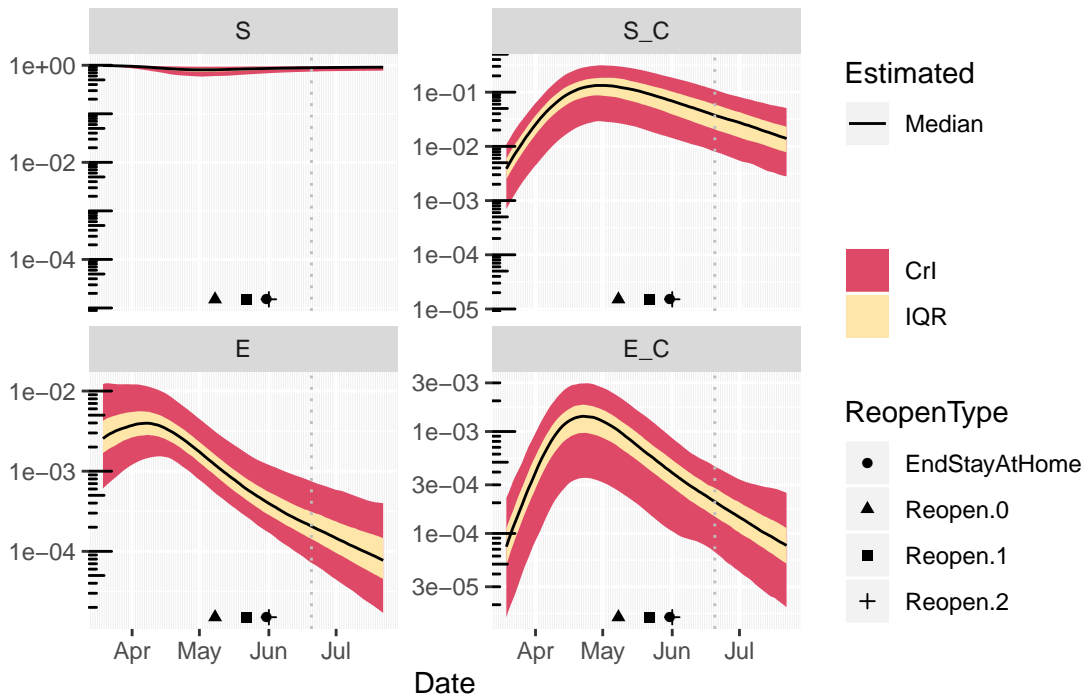 S
S_C
1e+00
1e-02
1e-04
1e-01
1e-02
1e-03
1e-04
1e-05
E
E_C
1e-02
1e-03
1e-04
3e-03
1e-03
3e-04
1e-04
3e-05
Apr May Jun Jul
Apr May Jun Jul
Date
Estimated
Median
CrI
IQR
ReopenType
EndStayAtHome
Reopen.0
Reopen.1
Reopen.2